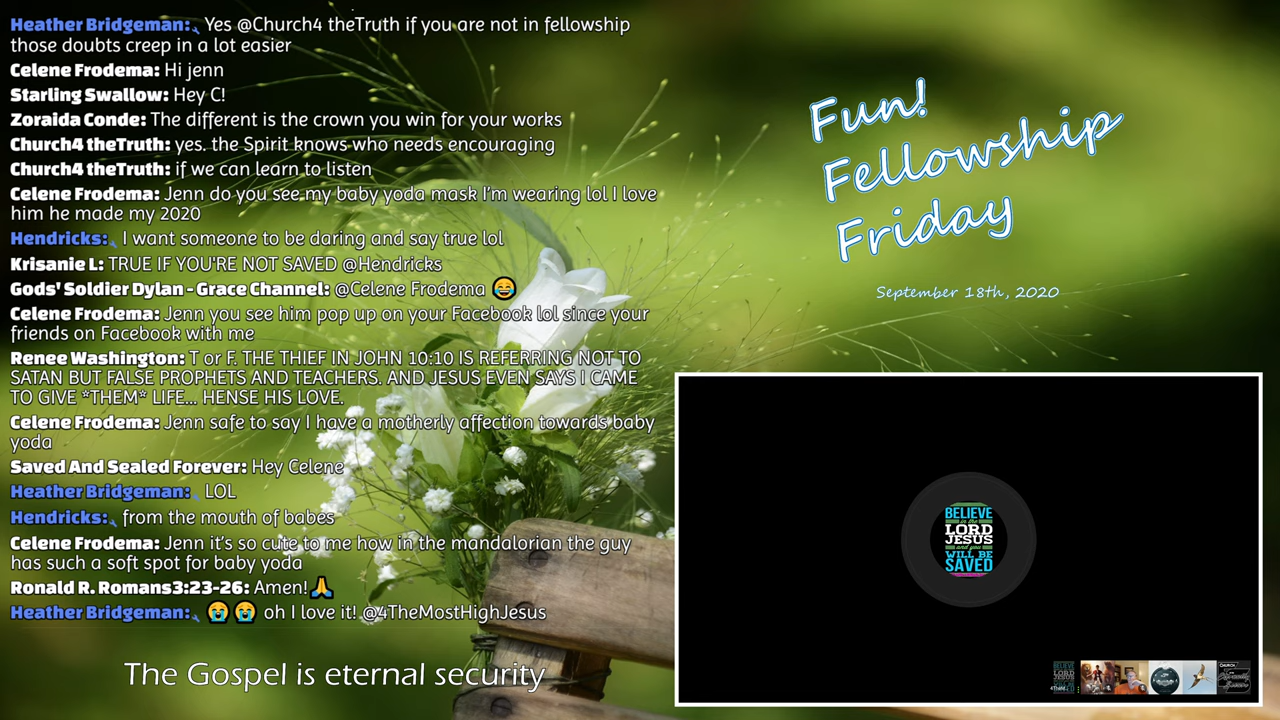 Heather Bridgeman: Yes @Church4 theTruth if you are not in fellowship
those doubts creep in a lot easier
Celene Frodema: Hi jenn
Starling Swallow: Hey C!
Zoraida Conde: The different is the crown you win for your works
Church4 theTruth: yes. the Spirit knows who needs encouraging
Church4 theTruth: if we can learn to listen
Celene Frodema: Jenn do you see my baby yoda mask I'm wearing lol I love
him he made my 2020
Hendricks: I want someone to be daring and say true lol
Krisanie L: TRUE IF YOU'RE NOT SAVED @Hendricks
Gods' Soldier Dylan - Grace Channel: @Celene Frodema 😂
Celene Frodema: Jenn you see him pop up on your Facebook lol since your
friends on Facebook with me
Renee Washington: T or F. THE THIEF IN JOHN 10:10 IS REFERRING NOT TO
SATAN BUT FALSE PROPHETS AND TEACHERS. AND JESUS EVEN SAYS I CAME
TO GIVE *THEM* LIFE... HENSE HIS LOVE.
Celene Frodema: Jenn safe to say I have a motherly affection towards baby
yoda
Saved And Sealed Forever: Hey Celene
Heather Bridgeman: LOL
Hendricks: from the mouth of babes
Celene Frodema: Jenn it's so cute to me how in the mandalorian the guy
has such a soft spot for baby yoda
Ronald R. Romans3:23-26: Amen!🙏
Heather Bridgeman: 😭😭 oh I love it! @4TheMostHighJesus
The Gospel is eternal security
Fun!
Fellowship
Friday
September 18th, 2020
BELIEVE
in the
LORD
JESUS
and you
WILL BE
SAVED